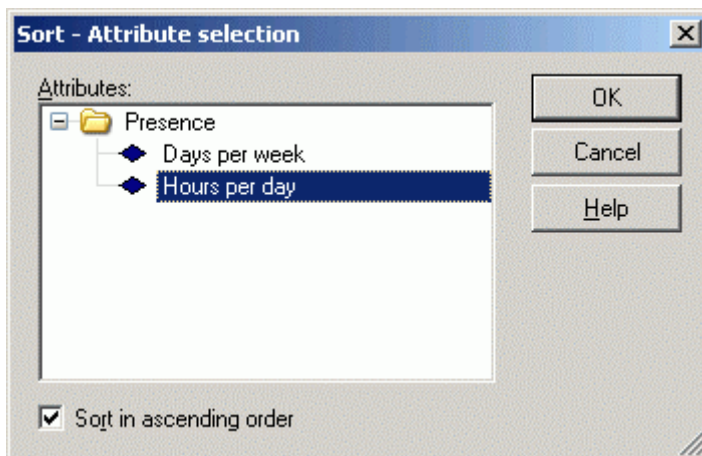 Sort - Attribute selection
Attributes:
OK
Presence
Days per week
Cancel
Hours per day
Help
Sort in ascending order